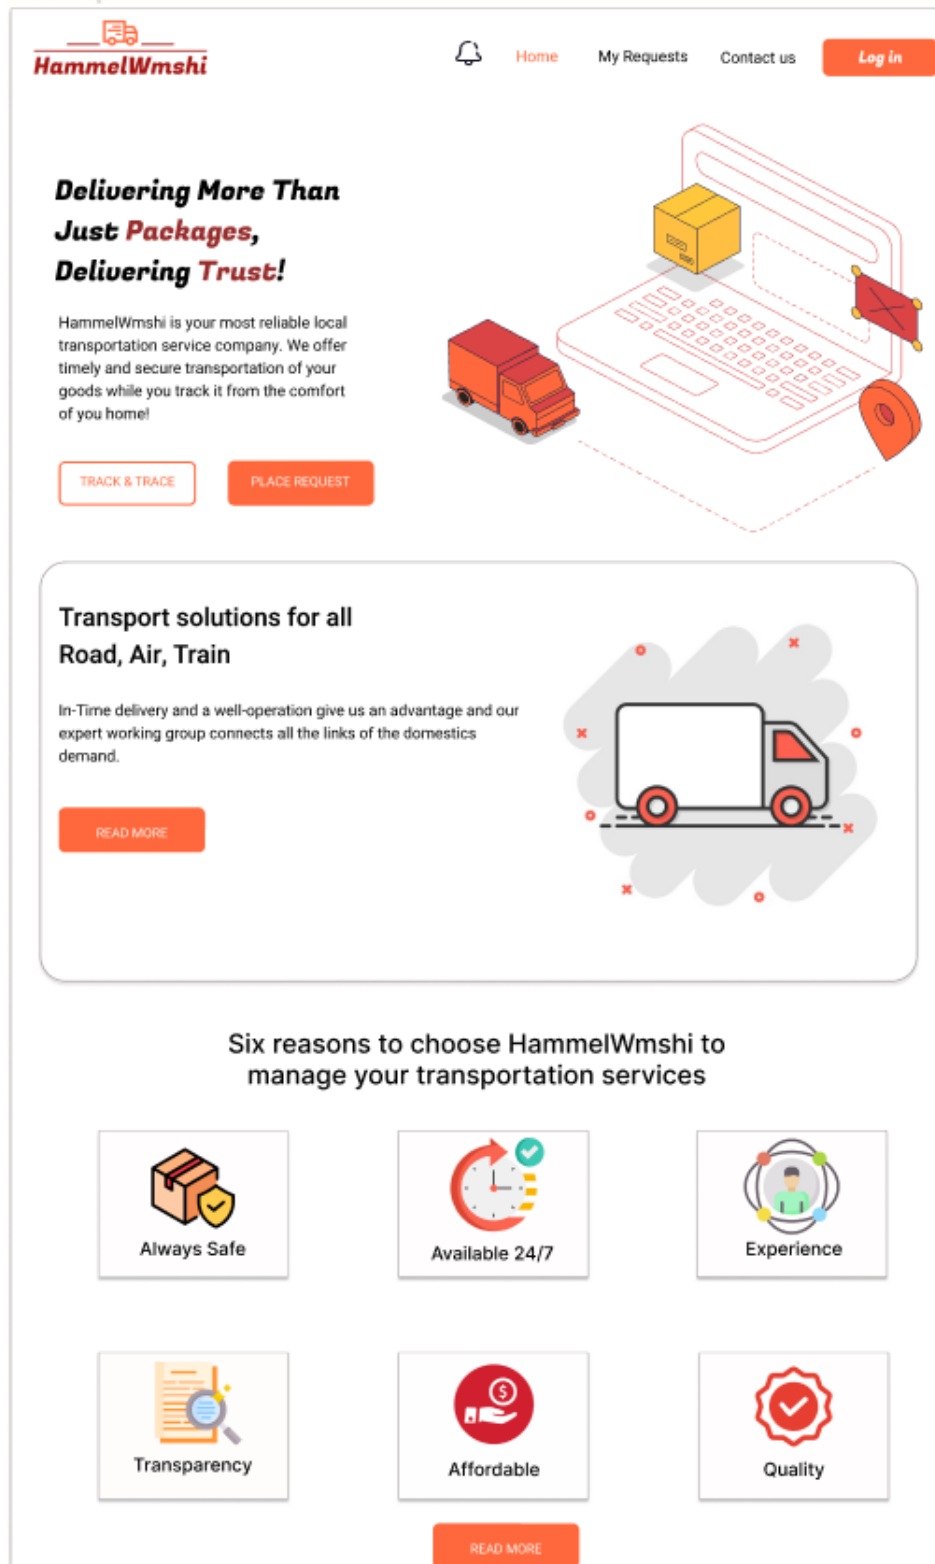 HammelWmshi
Home
My Requests
Contact us
Log in
Delivering More Than
Just Packages,
Delivering Trust!
HammelWmshi is your most reliable local
transportation service company. We offer
timely and secure transportation of your
goods while you track it from the comfort
of you home!
TRACK & TRACE
PLACE REQUEST
Transport solutions for all
Road, Air, Train
In-Time delivery and a well-operation give us an advantage and our
expert working group connects all the links of the domestics
demand.
READ MORE
Six reasons to choose HammelWmshi to
manage your transportation services
Always Safe
Available 24/7
Experience
Transparency
Affordable
Quality
READ MORE